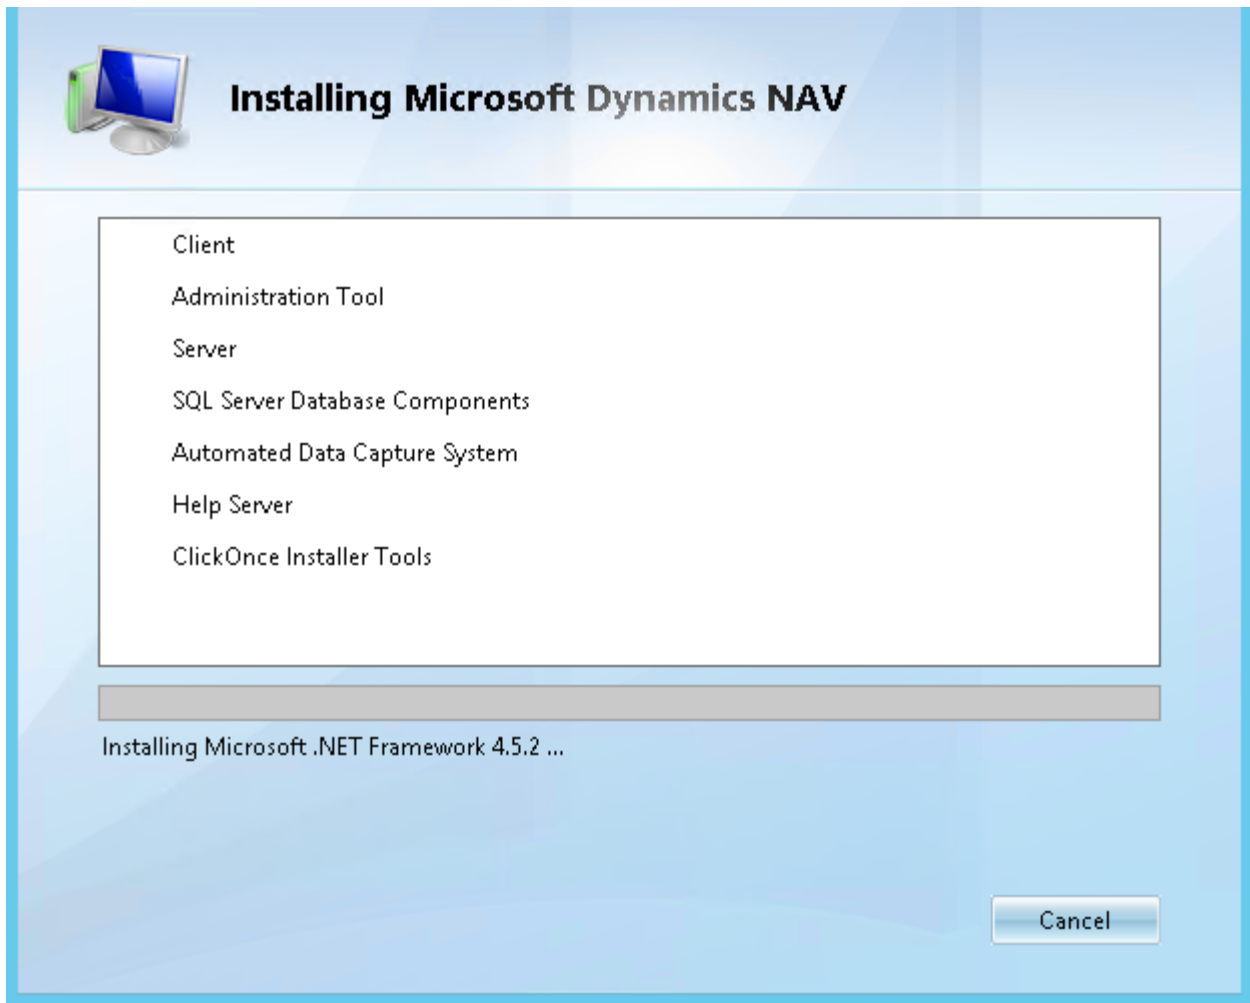 Installing Microsoft Dynamics NAV
Client
Administration Tool
Server
SQL Server Database Components
Automated Data Capture System
Help Server
ClickOnce Installer Tools
Installing Microsoft .NET Framework 4.5.2 ...
Cancel